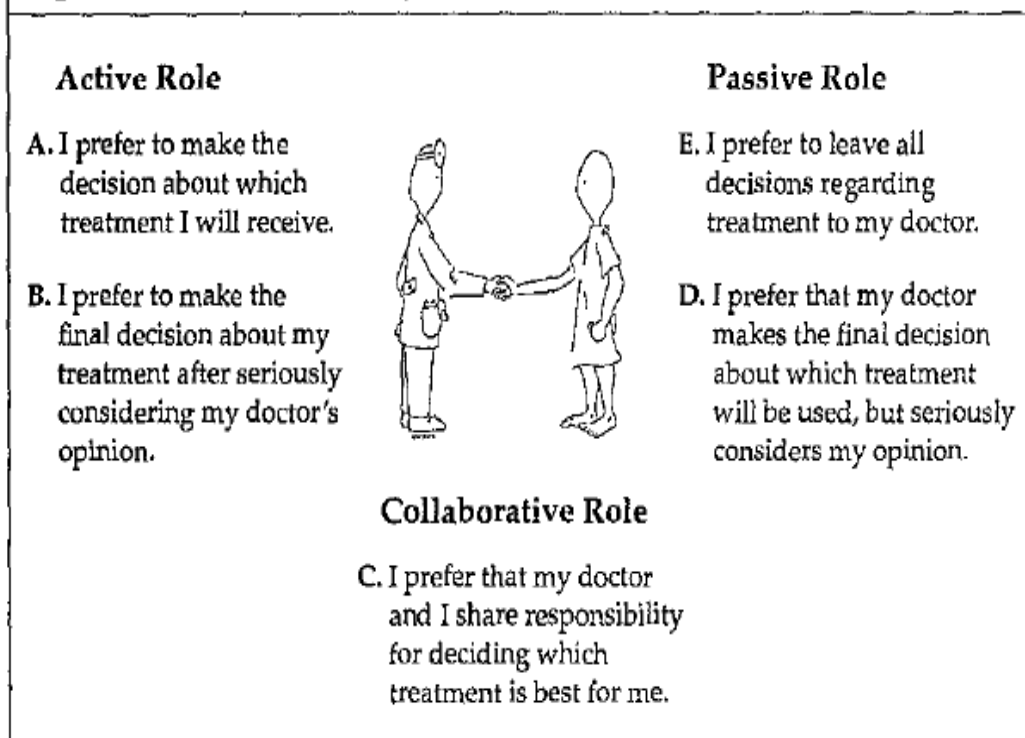 Active Role
A. I prefer to make the
decision about which
treatment I will receive.
B. I prefer to make the
final decision about my
treatment after seriously
considering my doctor's
opinion.
Passive Role
E. I prefer to leave all
decisions regarding
treatment to my doctor.
D. I prefer that my doctor
makes the final decision
about which treatment
will be used, but seriously
considers my opinion.
Collaborative Role
C. I prefer that my doctor
and I share responsibility
for deciding which
treatment is best for me.